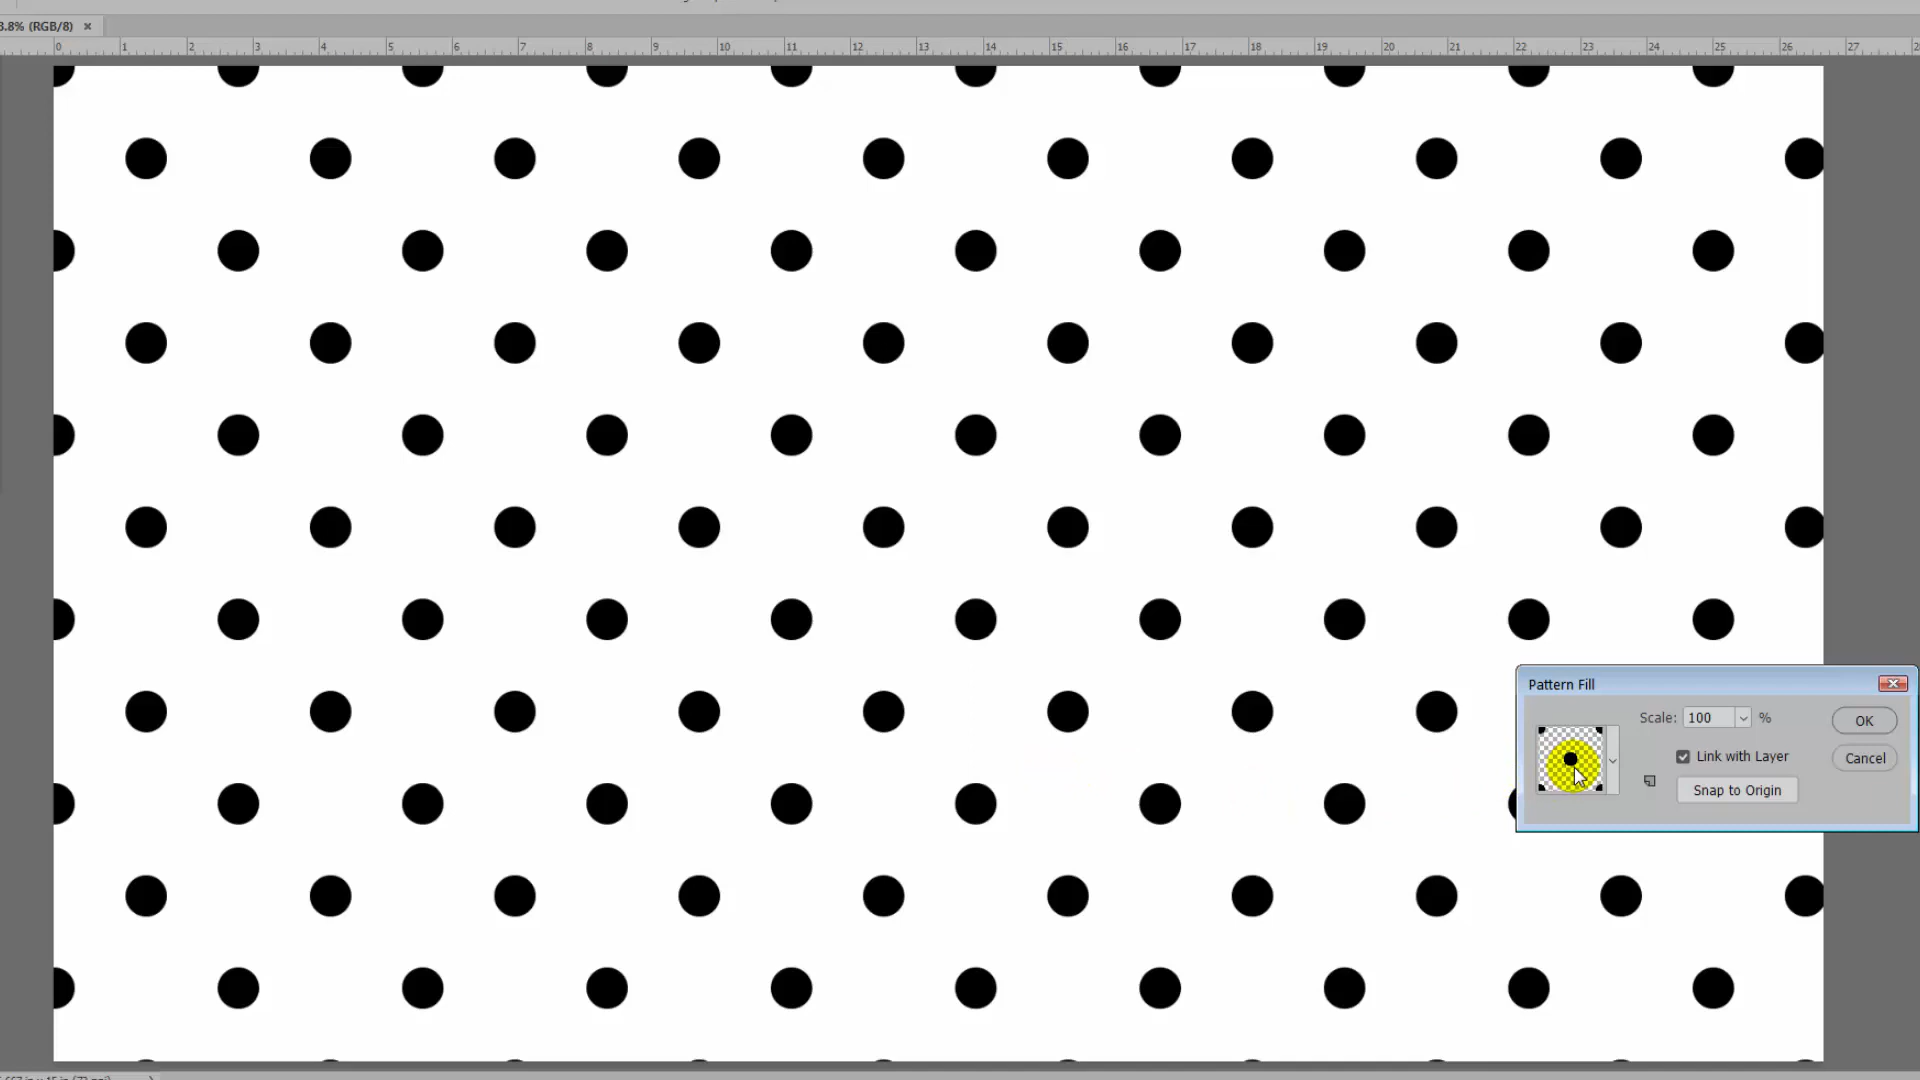 3.8% (RGB/8)
0 1 2 3 4 5 6 7 8 9 10 11 12 13 14 15 16 17 18 19 20 21 22 23 24 25 26 27
Pattern Fill
Scale: 100 %
OK
Link with Layer
Cancel
Snap to Origin